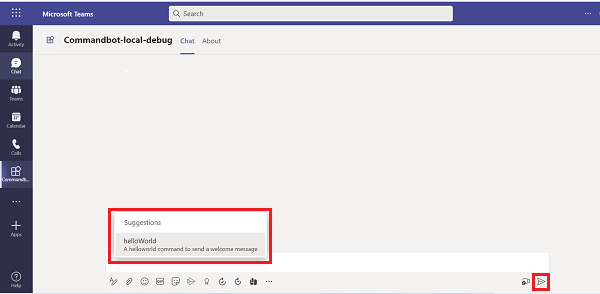 Microsoft Teams
Search
Activity
Chat
Teams
Calendar
Calls
Commandb...
Apps
Help
Commandbot-local-debug
Chat
About
Suggestions
helloWorld
A helloworld command to send a welcome message